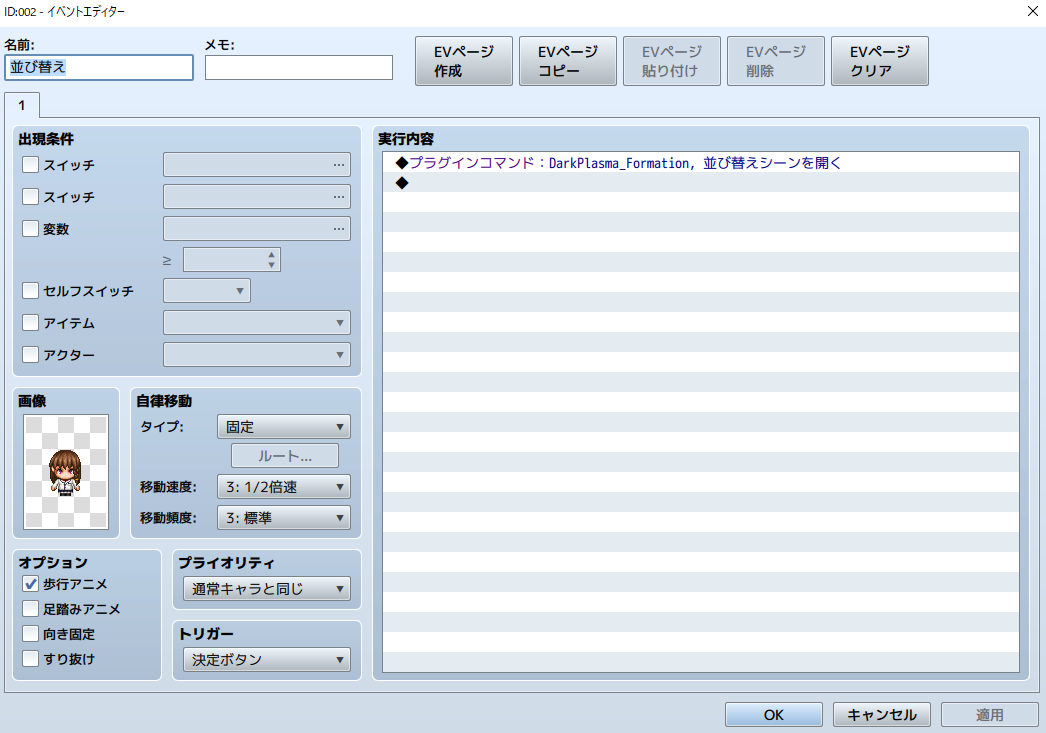 ID:002 - イベントエディター
名前:
メモ:
並び替え
EVページ
作成
EVページ
コピー
EVページ
貼り付け
EVページ
削除
EVページ
クリア
1
出現条件
スイッチ
...
スイッチ
...
変数
...
≥
セルフスイッチ
アイテム
アクター
画像
自律移動
タイプ:
固定
ルート...
移動速度:
3: 1/2倍速
移動頻度:
3: 標準
オプション
歩行アニメ
足踏みアニメ
向き固定
すり抜け
プライオリティ
通常キャラと同じ
トリガー
決定ボタン
実行内容
◆プラグインコマンド：DarkPlasma_Formation, 並び替えシーンを開く
◆
OK
キャンセル
適用